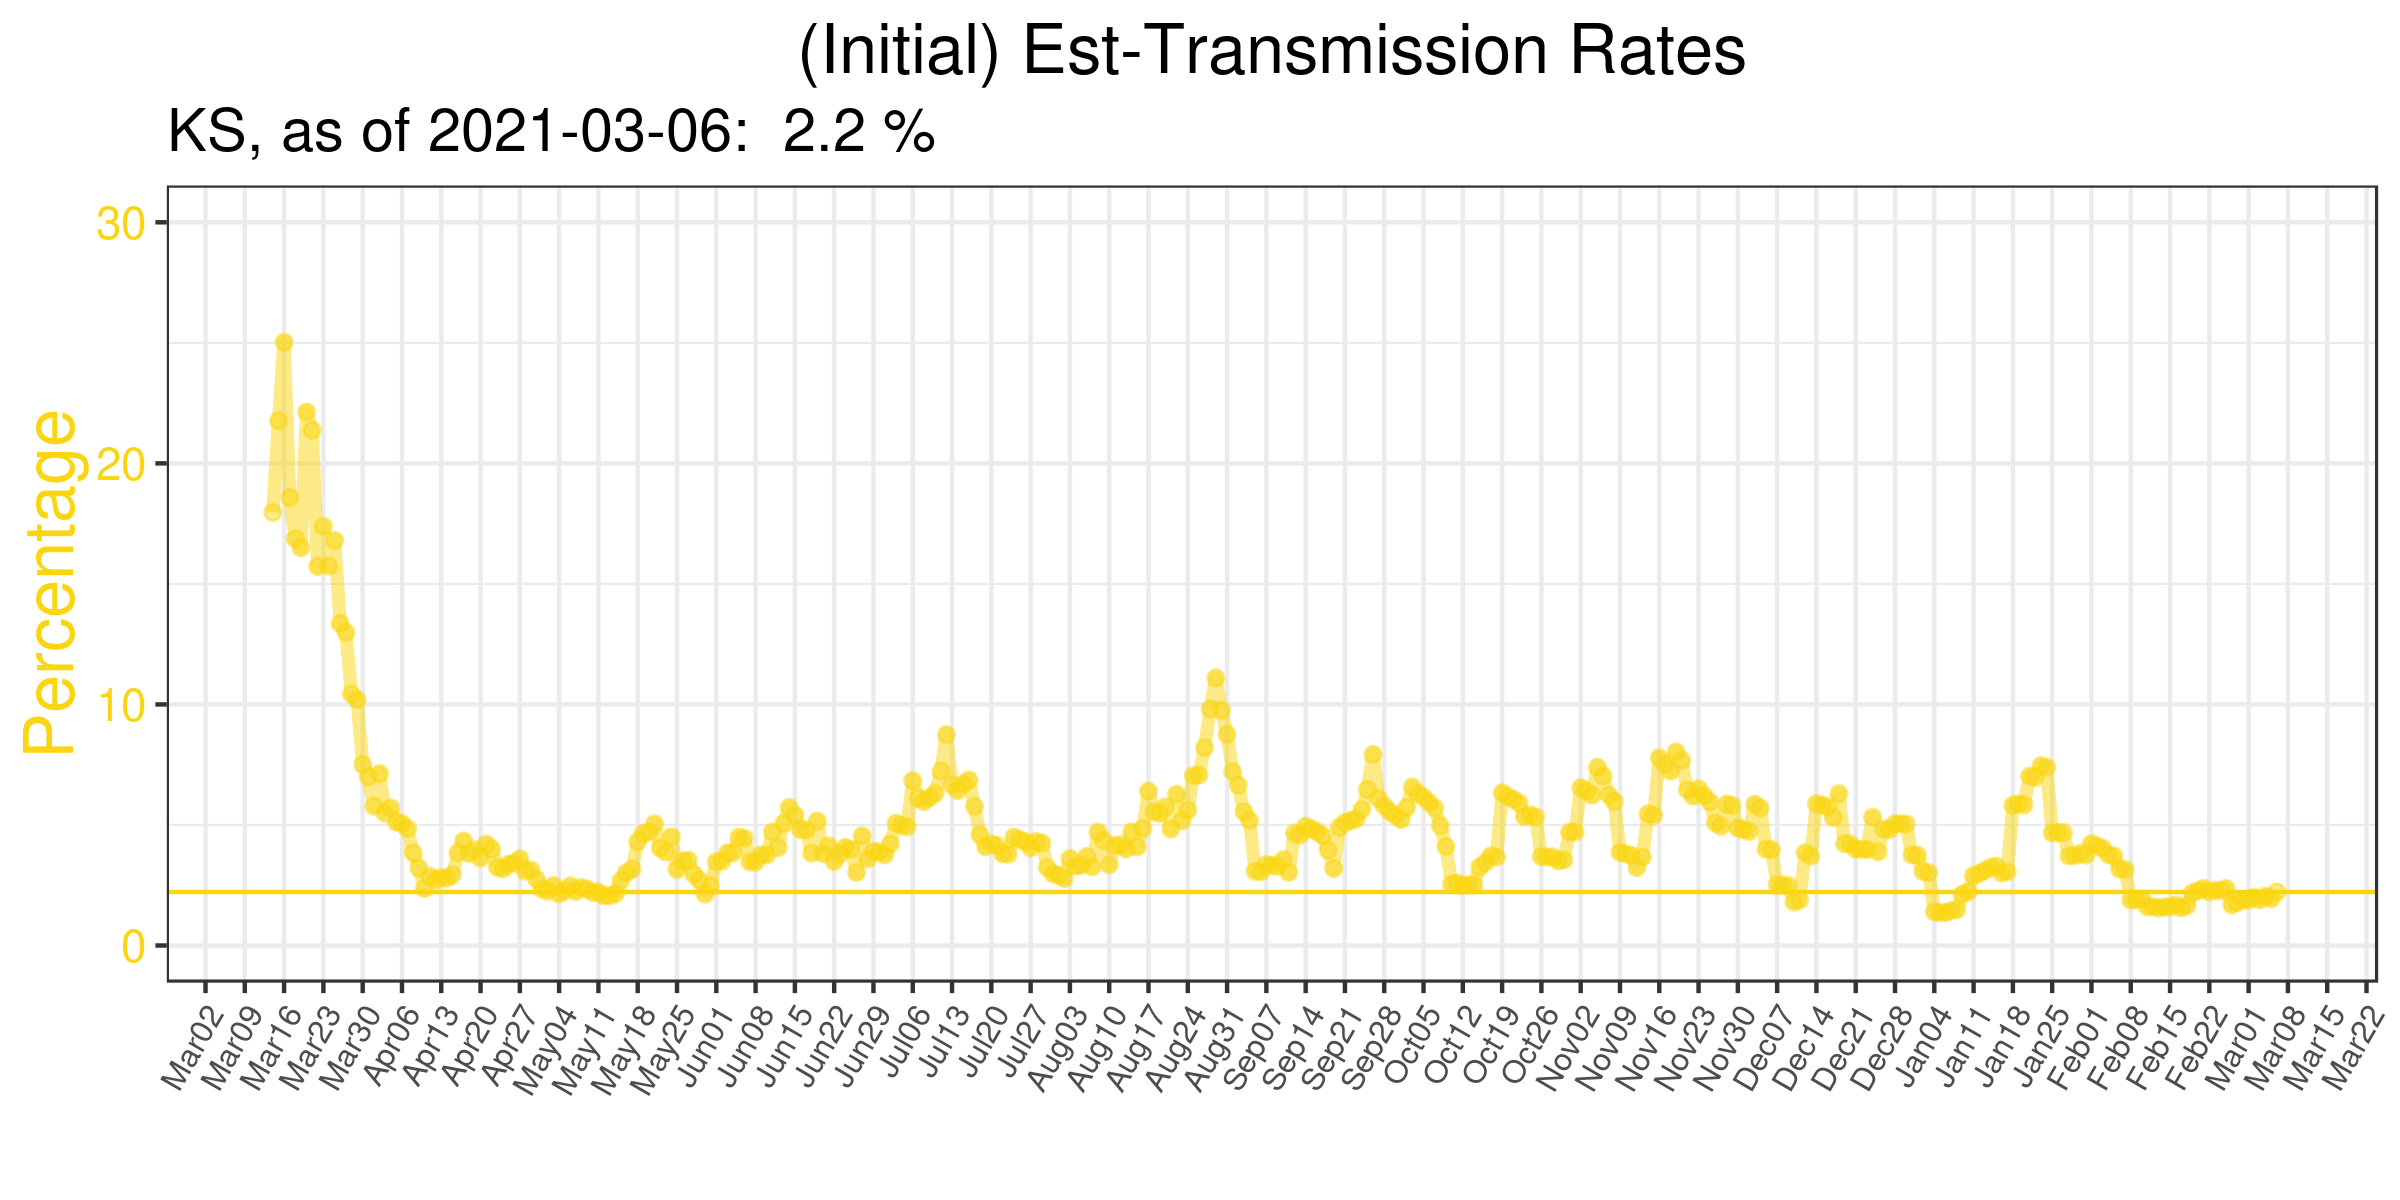 (Initial) Est-Transmission Rates
KS, as of 2021-03-06:  2.2 %
Percentage
30
20
10
0
Mar02
Mar09
Mar16
Mar23
Mar30
Apr06
Apr13
Apr20
Apr27
May04
May11
May18
May25
Jun01
Jun08
Jun15
Jun22
Jun29
Jul06
Jul13
Jul20
Jul27
Aug03
Aug10
Aug17
Aug24
Aug31
Sep07
Sep14
Sep21
Sep28
Oct05
Oct12
Oct19
Oct26
Nov02
Nov09
Nov16
Nov23
Nov30
Dec07
Dec14
Dec21
Dec28
Jan04
Jan11
Jan18
Jan25
Feb01
Feb08
Feb15
Feb22
Mar01
Mar08
Mar15
Mar22